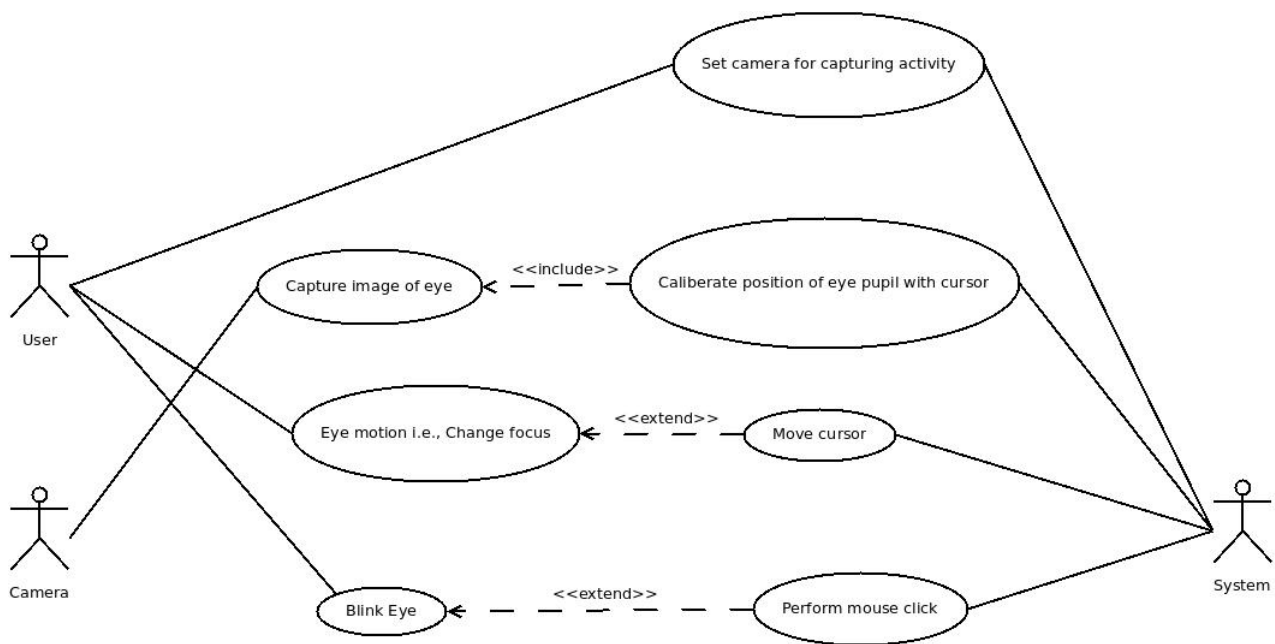 Set camera for capturing activity
<<include>>
Capture image of eye
Caliberate position of eye pupil with cursor
User
<<extend>>
Eye motion i.e., Change focus
Move cursor
Camera
System
<<extend>>
Blink Eye
Perform mouse click